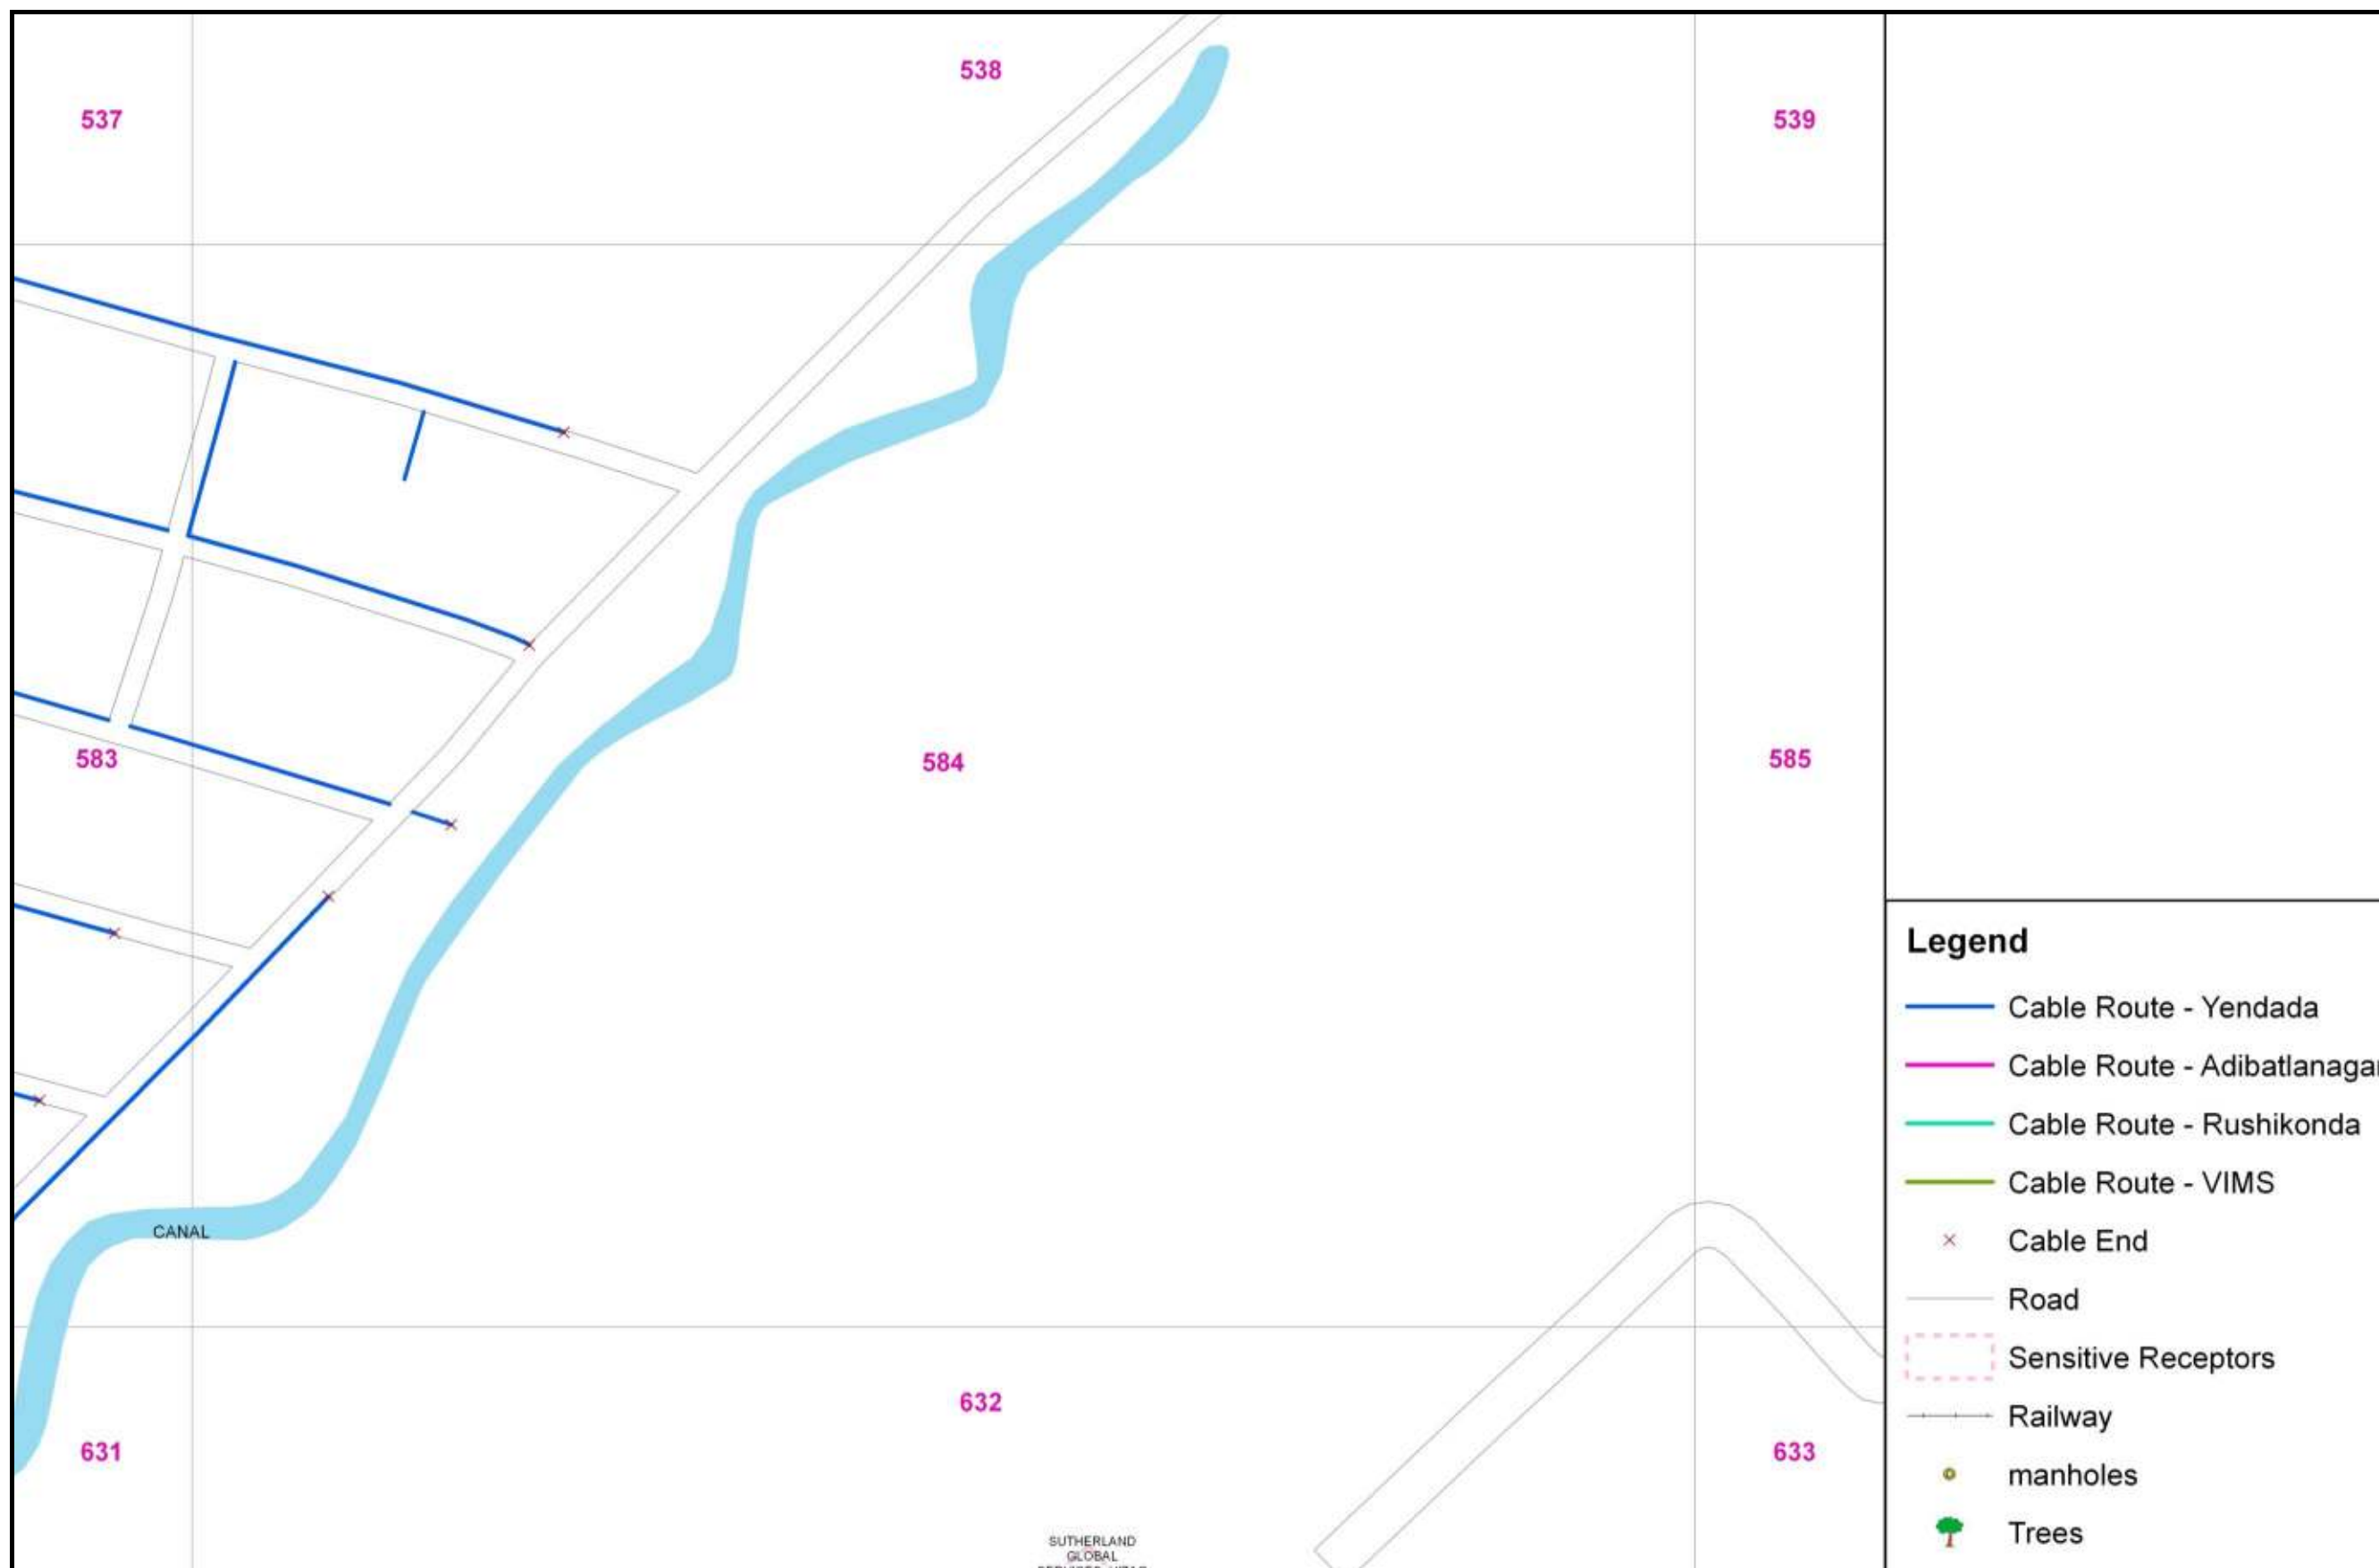 538
537
539
583
584
585
CANAL
632
631
633
SUTHERLAND
GLOBAL
Legend
Cable Route - Yendada
Cable Route - Adibatlanagar
Cable Route - Rushikonda
Cable Route - VIMS
Cable End
Road
Sensitive Receptors
Railway
manholes
Trees